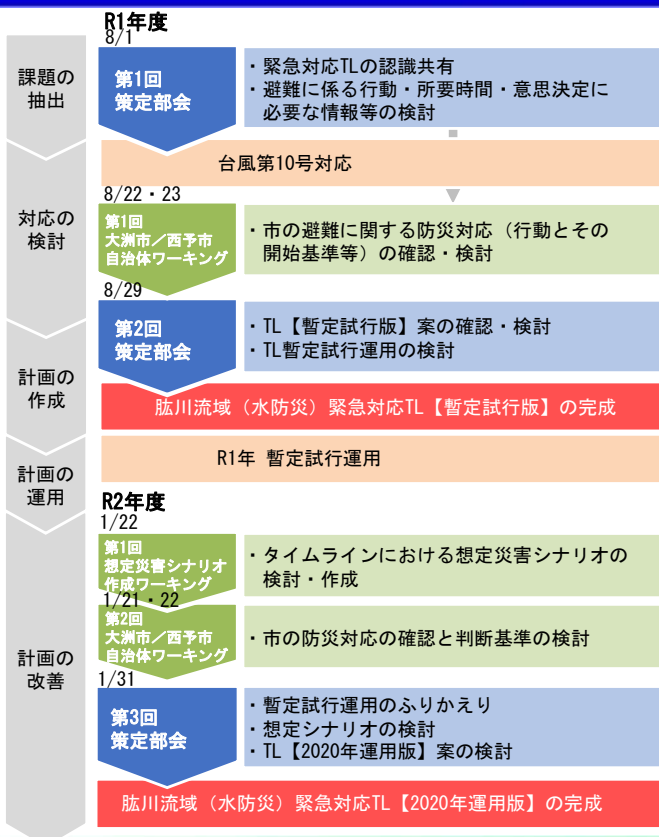 R1年度
8/1
課題の
抽出
第1回
策定部会
・緊急対応TLの認識共有
・避難に係る行動・所要時間・意思決定に
必要な情報等の検討
台風第10号対応
対応の
検討
8/22・23
第1回
大洲市／西予市
自治体ワーキング
・市の避難に関する防災対応（行動とその
開始基準等）の確認・検討
8/29
第2回
策定部会
・TL【暫定試行版】案の確認・検討
・TL暫定試行運用の検討
計画の
作成
肱川流域（水防災）緊急対応TL【暫定試行版】の完成
計画の
運用
R1年 暫定試行運用
R2年度
1/22
第1回
想定災害シナリオ
作成ワーキング
・タイムラインにおける想定災害シナリオの
検討・作成
1/21・22
第2回
大洲市／西予市
自治体ワーキング
・市の防災対応の確認と判断基準の検討
計画の
改善
1/31
第3回
策定部会
・暫定試行運用のふりかえり
・想定シナリオの検討
・TL【2020年運用版】案の検討
肱川流域（水防災）緊急対応TL【2020年運用版】の完成